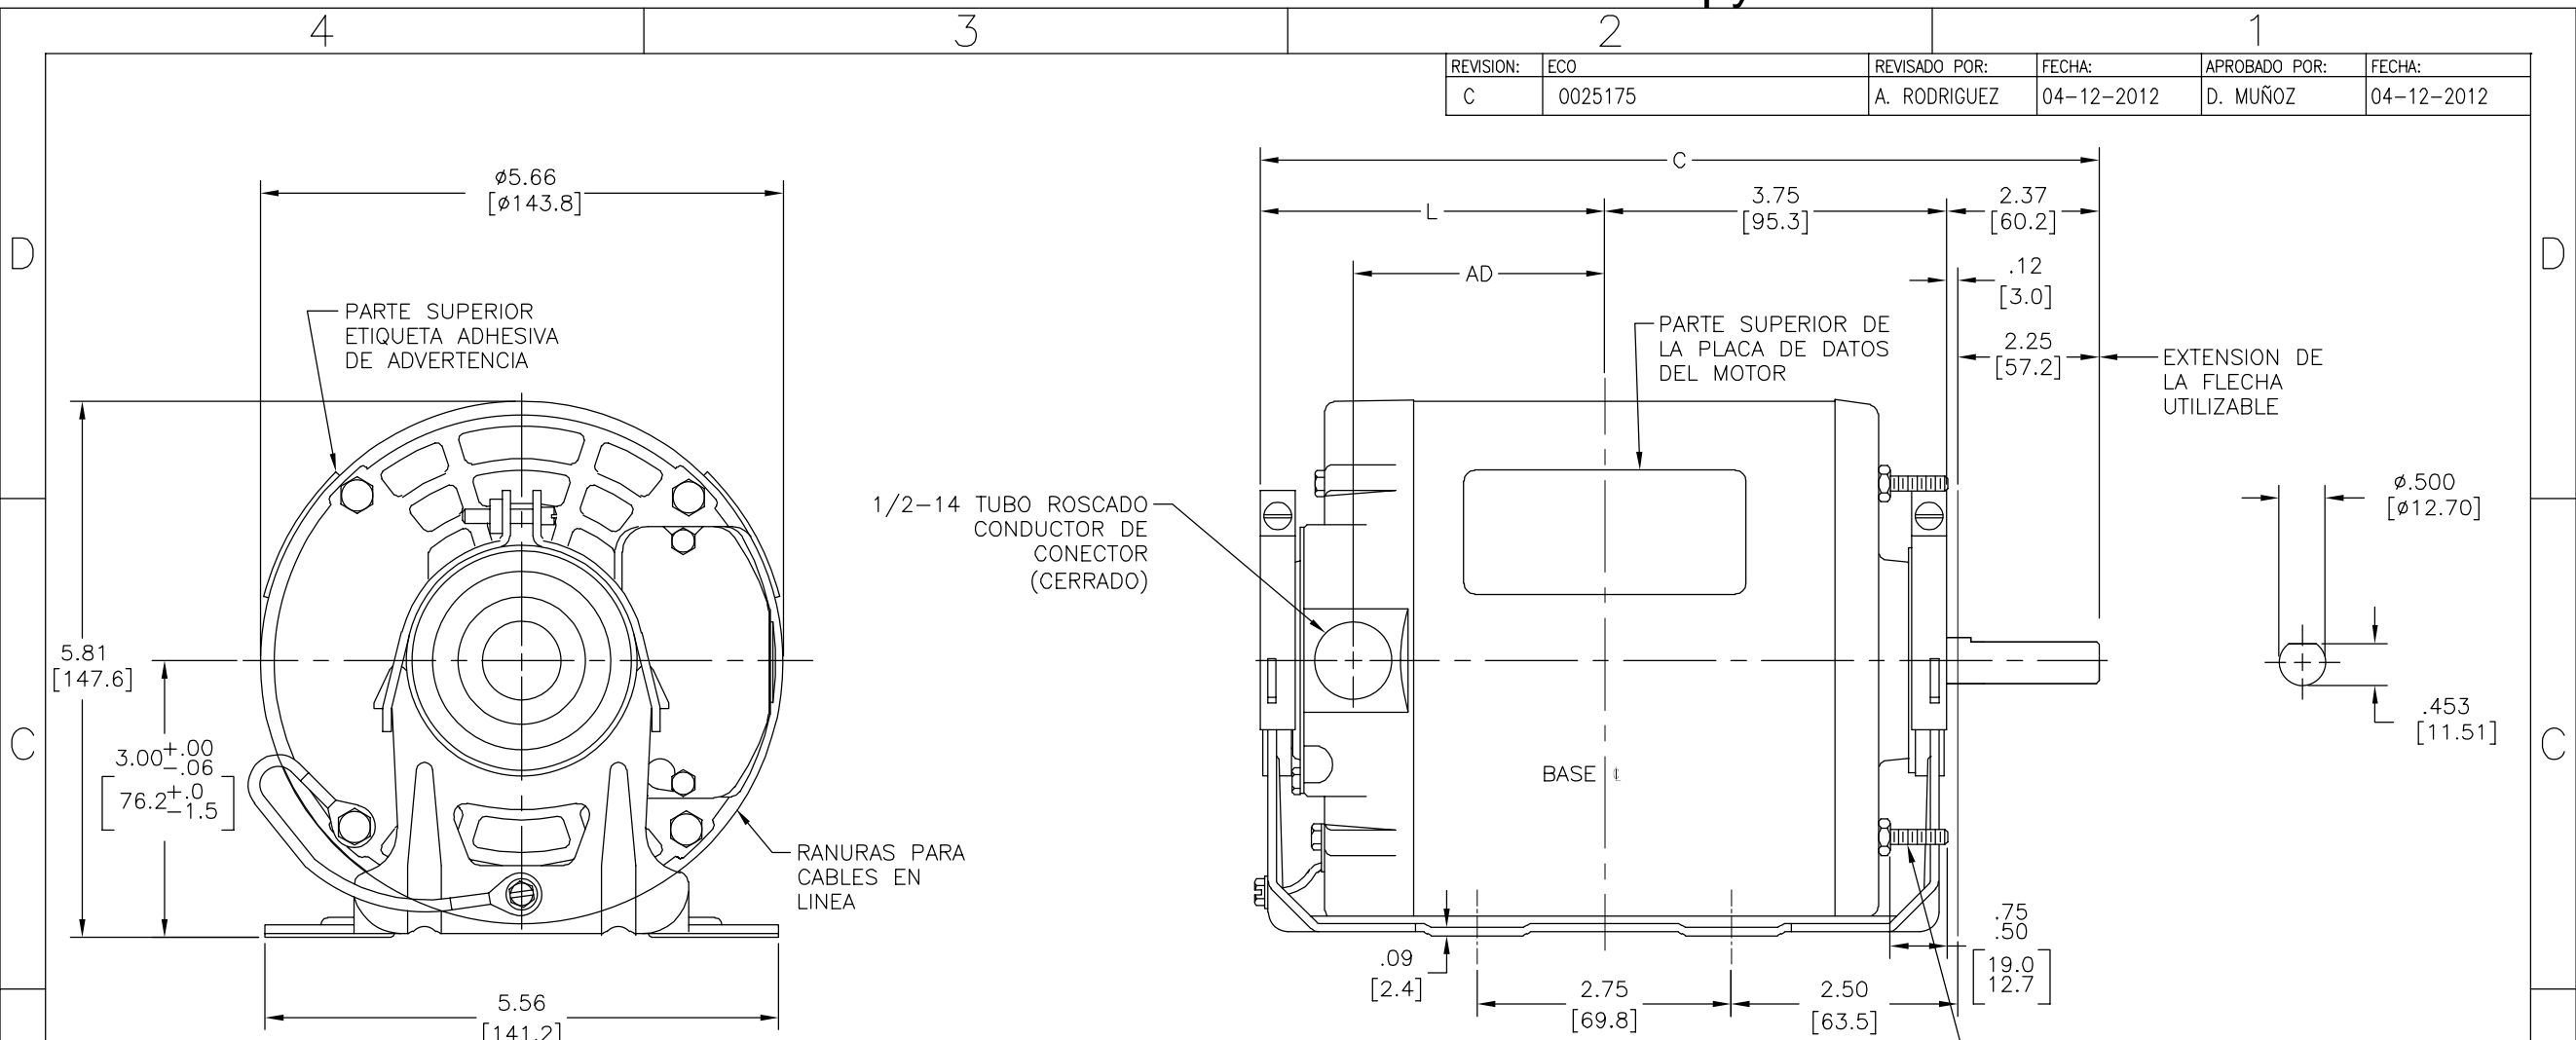 4
3
2
1
REVISION: ECO REVISADO POR: FECHA: APROBADO POR: FECHA:
C 0025175 A. RODRIGUEZ 04-12-2012 D. MUÑOZ 04-12-2012
D
D
C
C
ø5.66
[ø143.8]
PARTE SUPERIOR
ETIQUETA ADHESIVA
DE ADVERTENCIA
5.81
[147.6]
3.00+.00
-.06
[76.2+.0
-1.5]
RANURAS PARA
CABLES EN
LINEA
5.56
[141.2]
C
L
3.75
[95.3]
2.37
[60.2]
AD
.12
[3.0]
PARTE SUPERIOR DE
LA PLACA DE DATOS
DEL MOTOR
2.25
[57.2]
EXTENSION DE
LA FLECHA
UTILIZABLE
1/2-14 TUBO ROSCADO
CONDUCTOR DE
CONECTOR
(CERRADO)
ø.500
[ø12.70]
.453
[11.51]
BASE ℄
.09
[2.4]
2.75
[69.8]
2.50
[63.5]
.75
.50
[19.0
12.7]